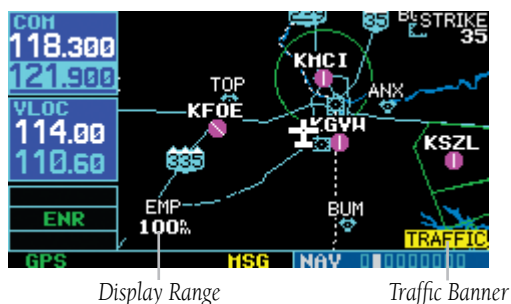 COM
118.300
121.900
VLOC
114.00
110.60
ENR
GPS
MSG
NAV
35
STRIKE
35
KMCI
TOP
ANX
KFOE
KGVW
KSZL
335
EMP
100
BUM
TRAFFIC
Display Range
Traffic Banner